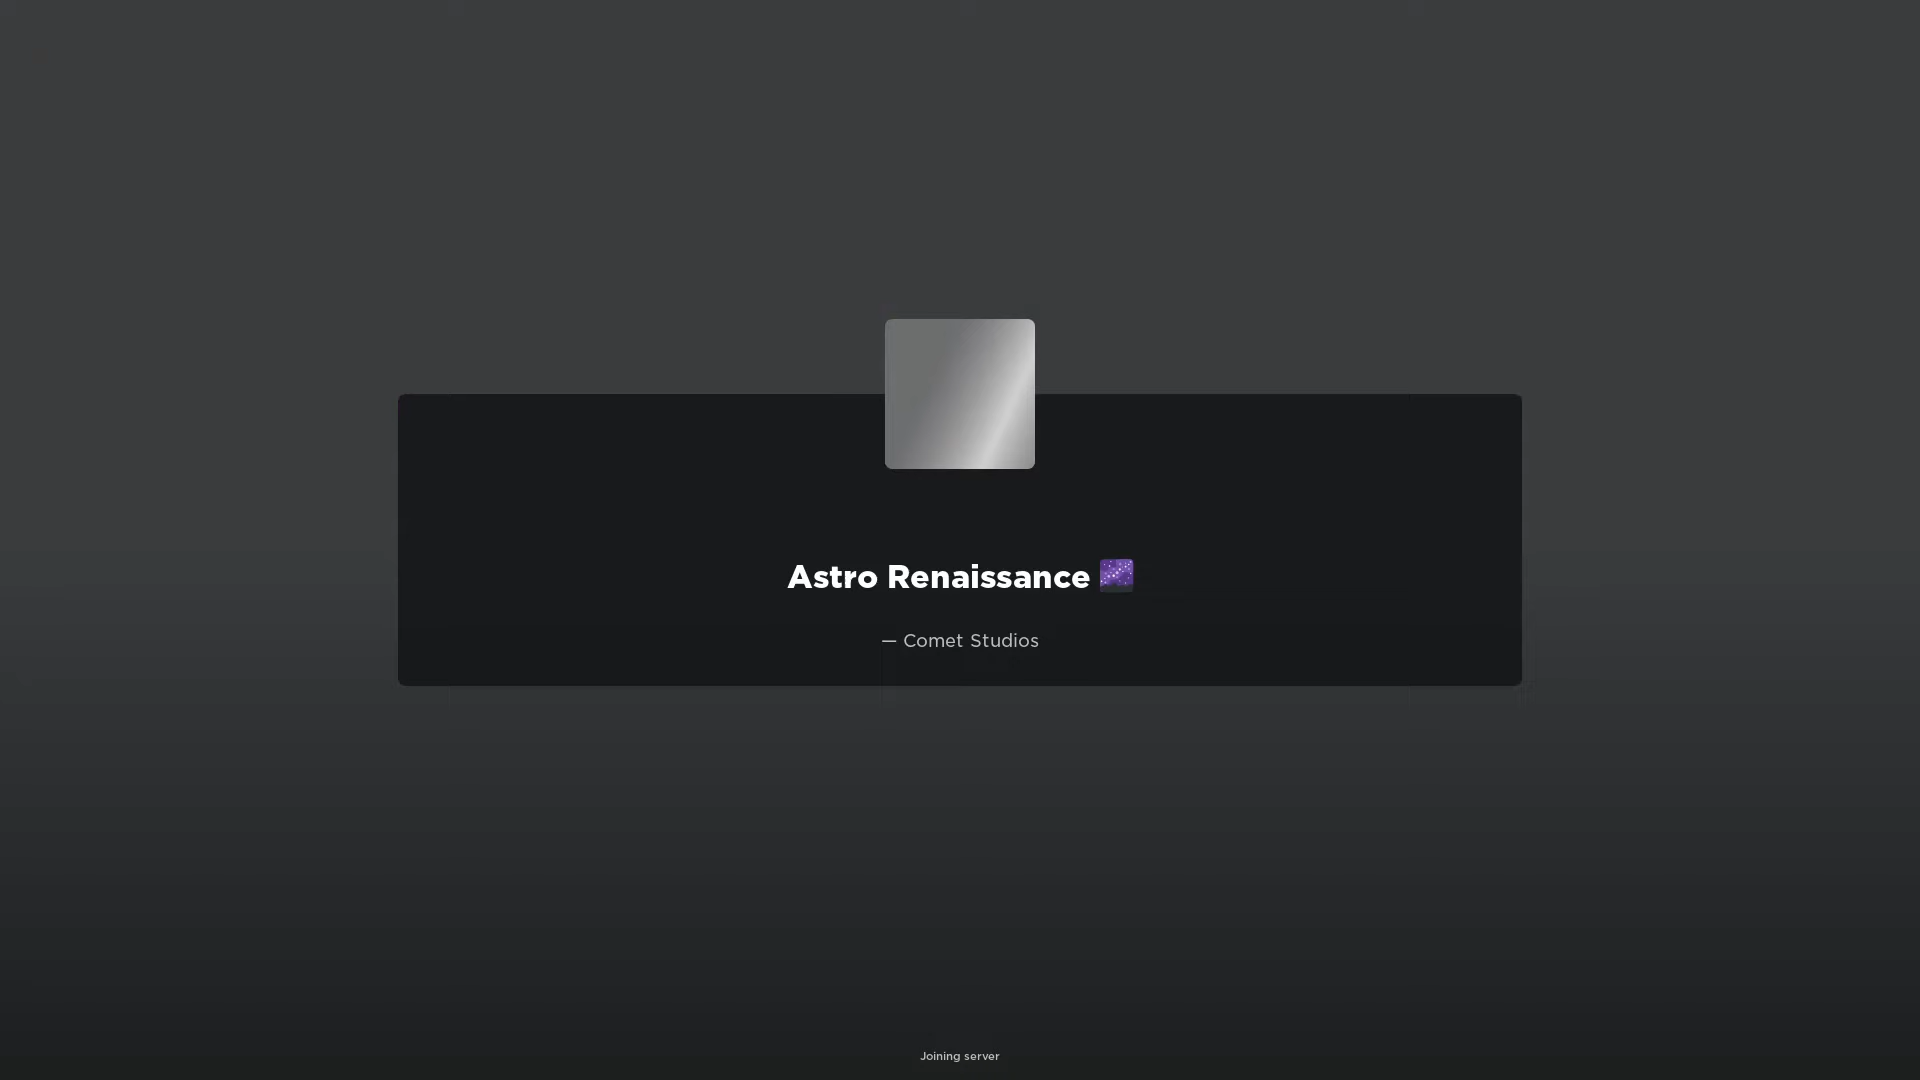 Astro Renaissance 🌌
— Comet Studios
Joining server